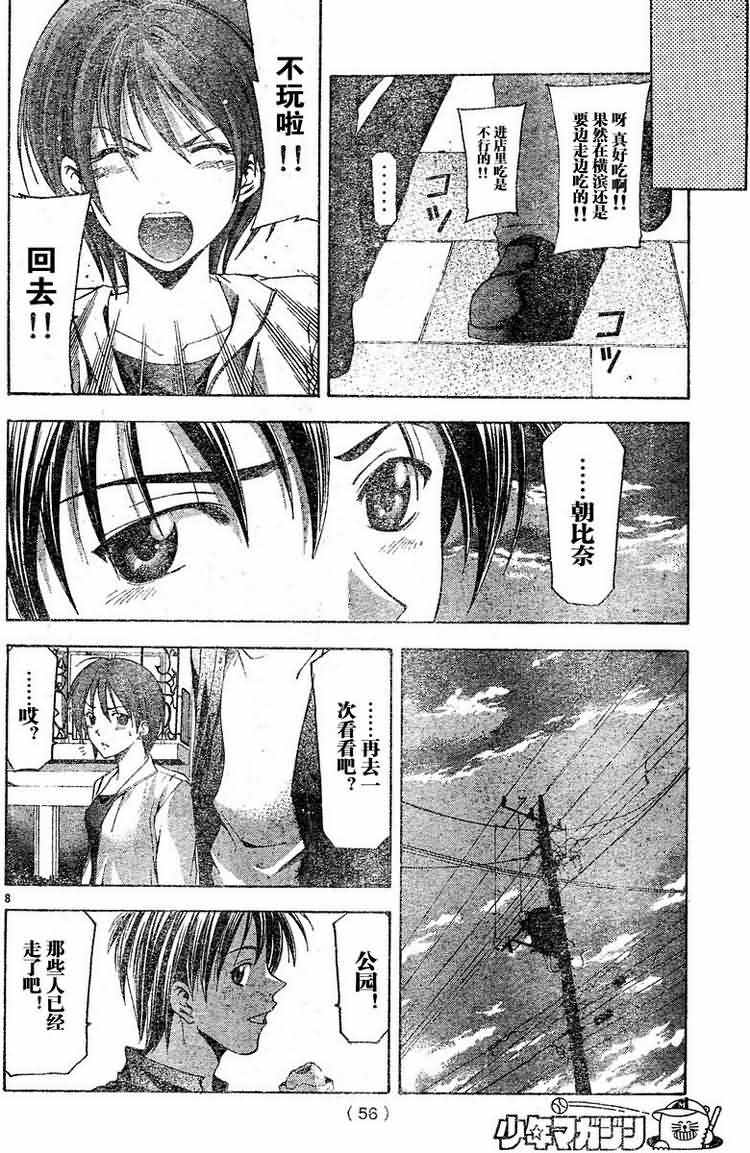 呀 真好吃啊!!
果然在横滨还是
要边走边吃的!!
进店里吃是
不行的!!
………
コツ
コツ
不玩啦!!
回去!!
……朝比奈
……再去一
次看看吧?
……哎?
公园!
那些人已经
走了吧!
8
(56)
少年マガジン